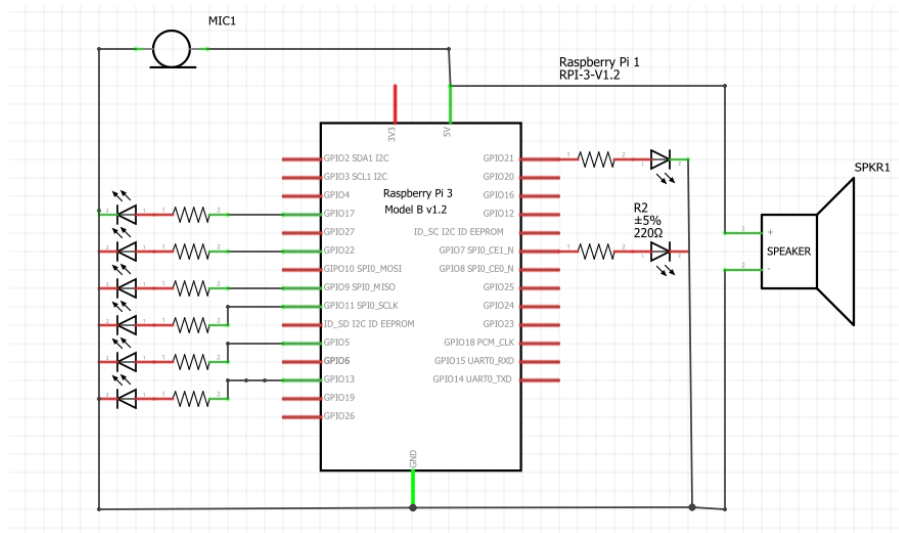 MIC1
Raspberry Pi 1
RPI-3-V1.2
3V3
5V
GPIO2 SDA1 I2C
GPIO3 SCL1 I2C
GPIO4
GPIO17
GPIO27
GPIO22
GIPO10 SPI0_MOSI
GPIO9 SPI0_MISO
GPIO11 SPI0_SCLK
ID_SD I2C ID EEPROM
GPIO5
GPIO6
GPIO13
GPIO19
GPIO26
Raspberry Pi 3
Model B v1.2
GPIO21
GPIO20
GPIO16
GPIO12
ID_SC I2C ID EEPROM
GPIO7 SPI0_CE1_N
GPIO8 SPI0_CE0_N
GPIO25
GPIO24
GPIO23
GPIO18 PCM_CLK
GPIO15 UART0_RXD
GPIO14 UART0_TXD
GND
R2
±5%
220Ω
SPKR1
1
+
SPEAKER
2
-